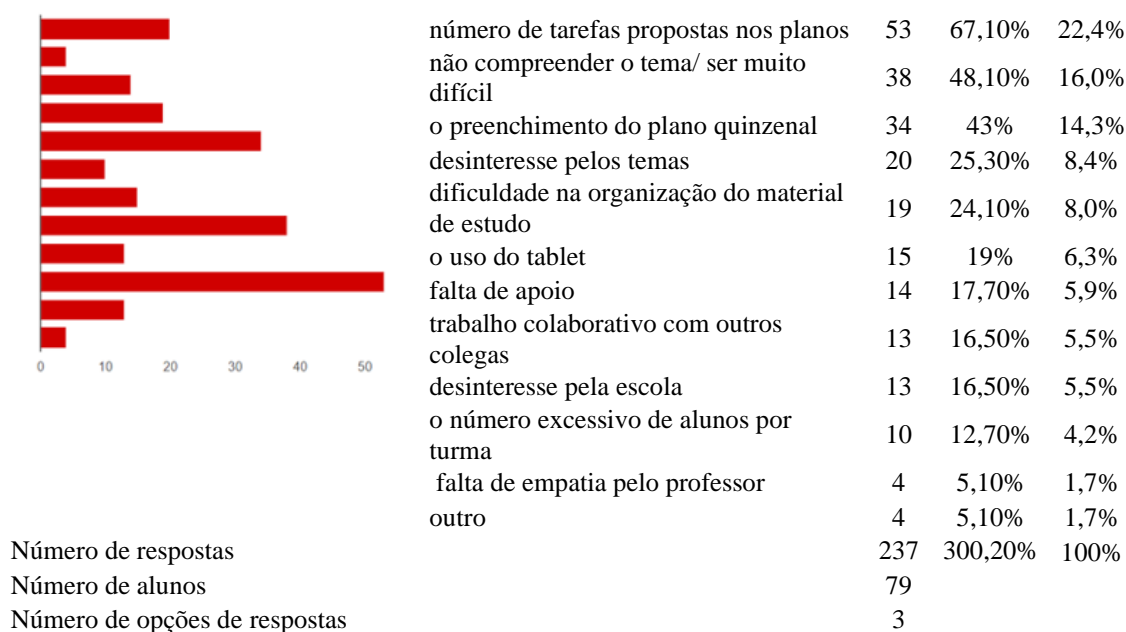 número de tarefas propostas nos planos 53 67,10% 22,4%
não compreender o tema/ ser muito
difícil 38 48,10% 16,0%
o preenchimento do plano quinzenal 34 43% 14,3%
desinteresse pelos temas 20 25,30% 8,4%
dificuldade na organização do material
de estudo 19 24,10% 8,0%
o uso do tablet 15 19% 6,3%
falta de apoio 14 17,70% 5,9%
trabalho colaborativo com outros
colegas 13 16,50% 5,5%
desinteresse pela escola 13 16,50% 5,5%
o número excessivo de alunos por
turma 10 12,70% 4,2%
falta de empatia pelo professor 4 5,10% 1,7%
outro 4 5,10% 1,7%
0 10 20 30 40 50
Número de respostas 237 300,20% 100%
Número de alunos 79
Número de opções de respostas 3